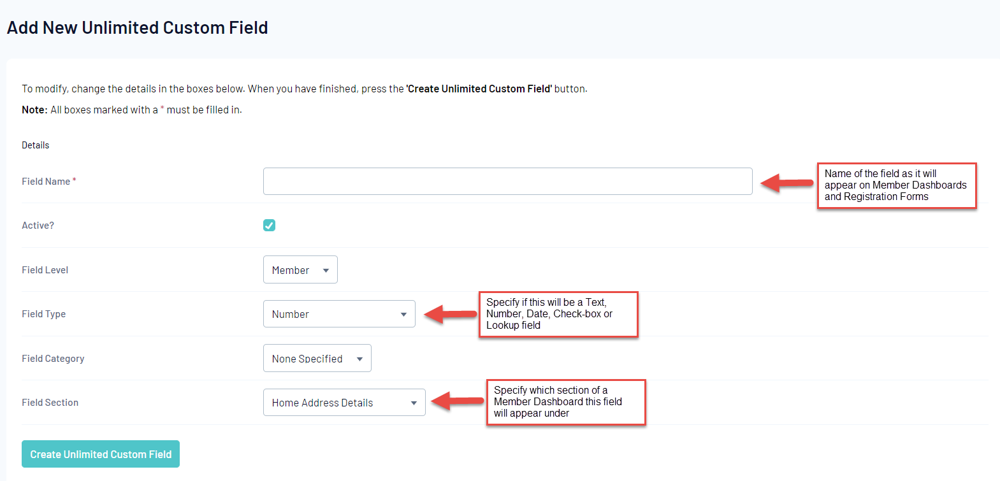 Add New Unlimited Custom Field
To modify, change the details in the boxes below. When you have finished, press the 'Create Unlimited Custom Field' button.
Note: All boxes marked with a * must be filled in.
Details
Field Name *
Name of the field as it will
appear on Member Dashboards
and Registration Forms
Active?
Field Level
Member
Field Type
Number
Specify if this will be a Text,
Number, Date, Check-box or
Lookup field
Field Category
None Specified
Field Section
Home Address Details
Specify which section of a
Member Dashboard this field
will appear under
Create Unlimited Custom Field